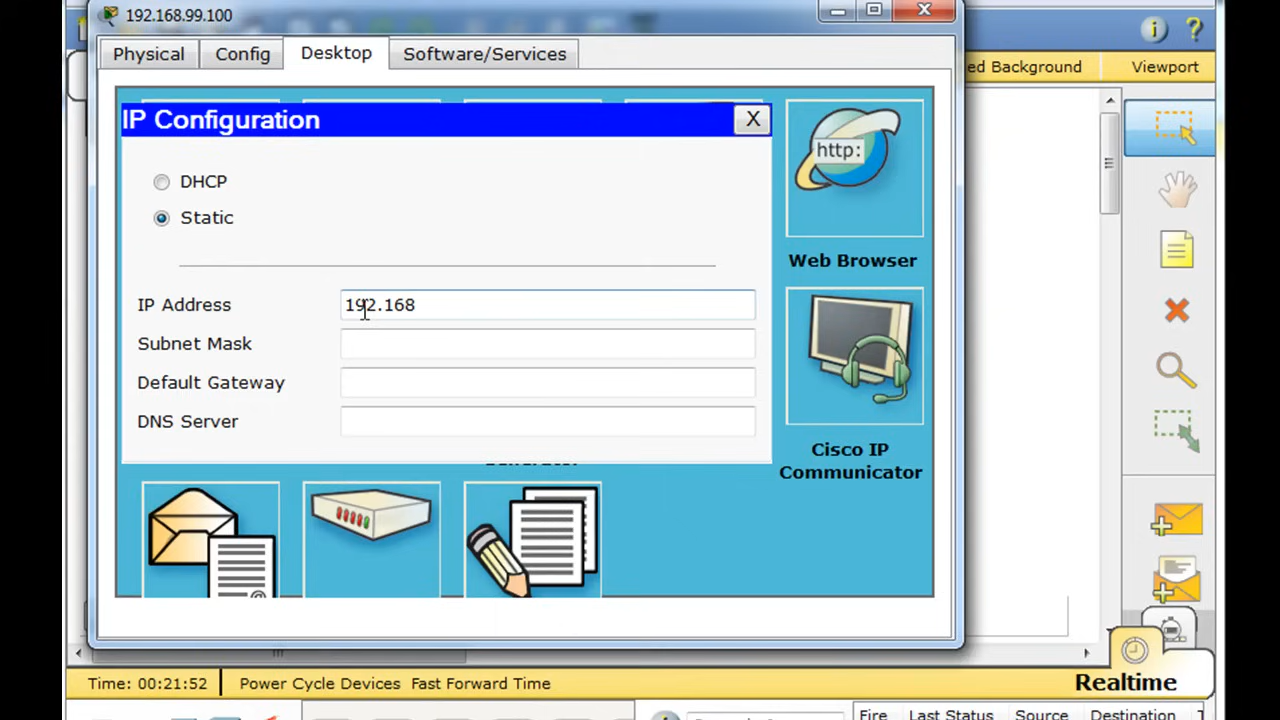 192.168.99.100
Physical
Config
Desktop
Software/Services
ed Background
Viewport
IP Configuration
X
http:
DHCP
Static
Web Browser
IP Address
192.168
Subnet Mask
Default Gateway
DNS Server
Cisco IP
Communicator
Time: 00:21:52
Power Cycle Devices
Fast Forward Time
Realtime
Fire
Last Status
Source
Destination